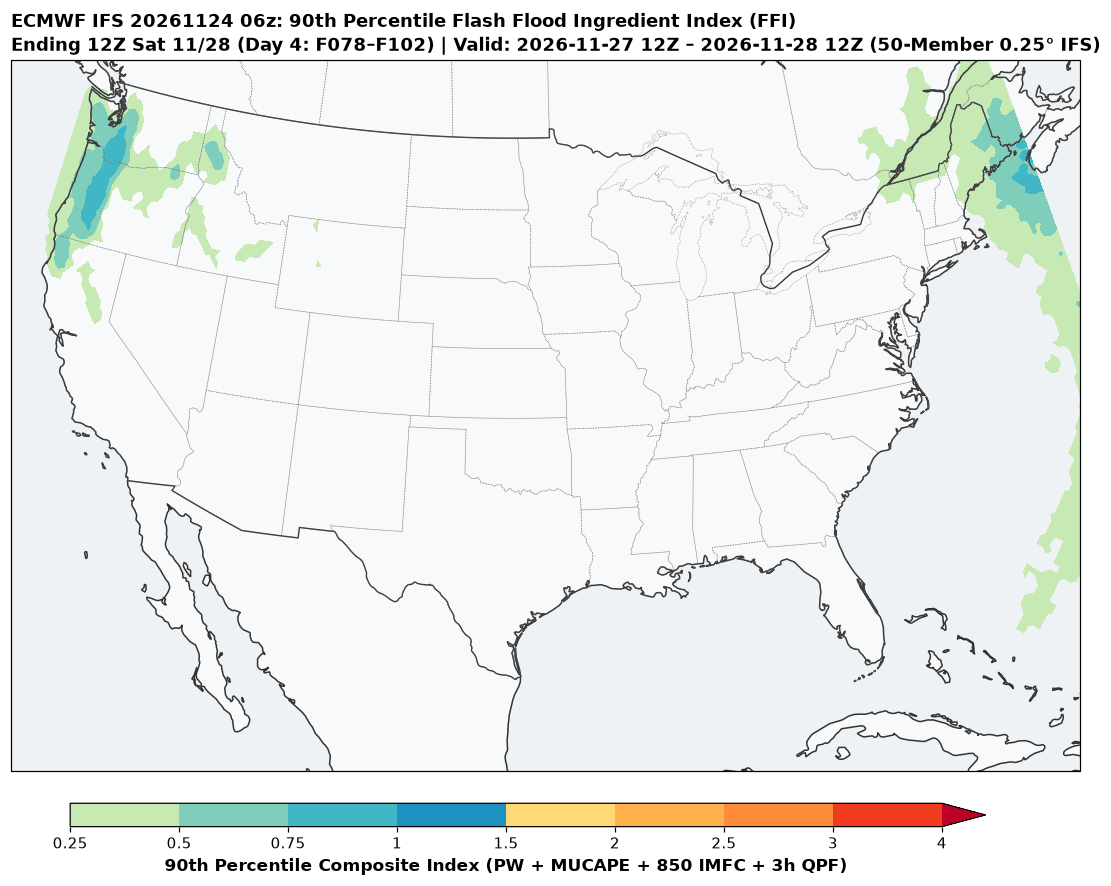 ECMWF IFS 20261124 06z: 90th Percentile Flash Flood Ingredient Index (FFI)
Ending 12Z Sat 11/28 (Day 4: F078–F102) | Valid: 2026-11-27 12Z – 2026-11-28 12Z (50-Member 0.25° IFS)
0.25 0.5 0.75 1 1.5 2 2.5 3 4
90th Percentile Composite Index (PW + MUCAPE + 850 IMFC + 3h QPF)